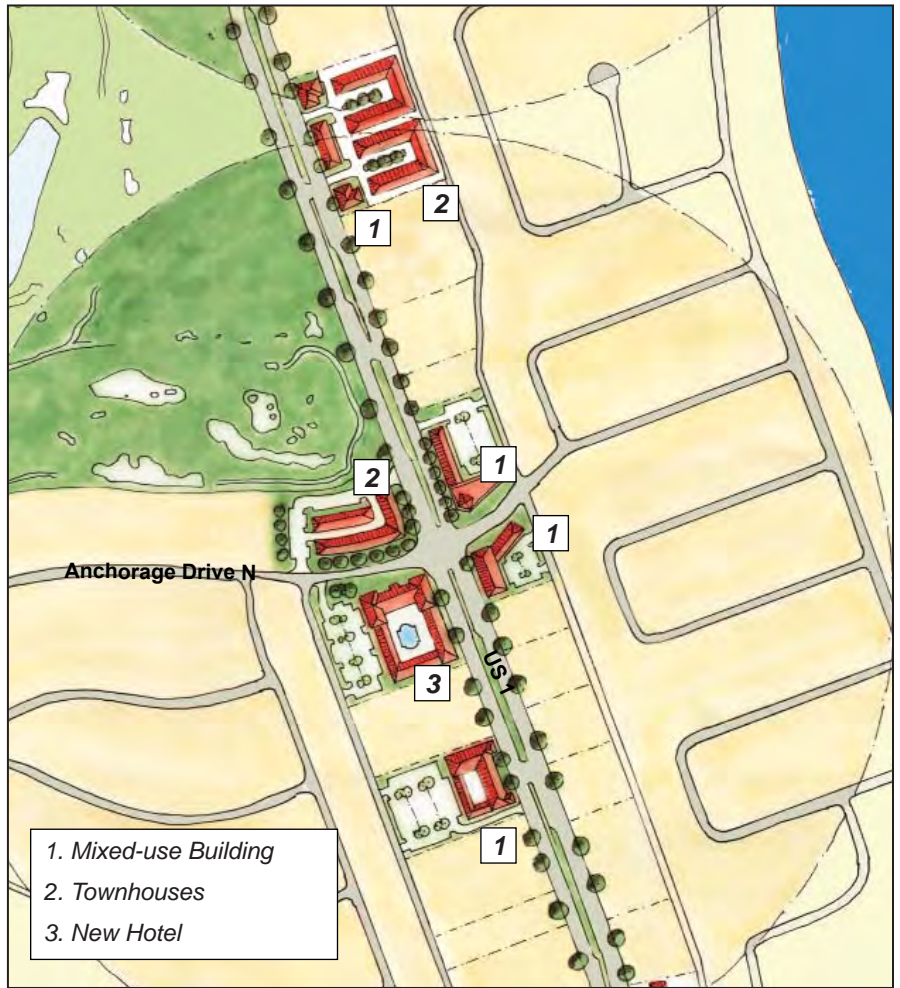 2
1
2
1
1
Anchorage Drive N
3
US 1
1
1. Mixed-use Building
2. Townhouses
3. New Hotel